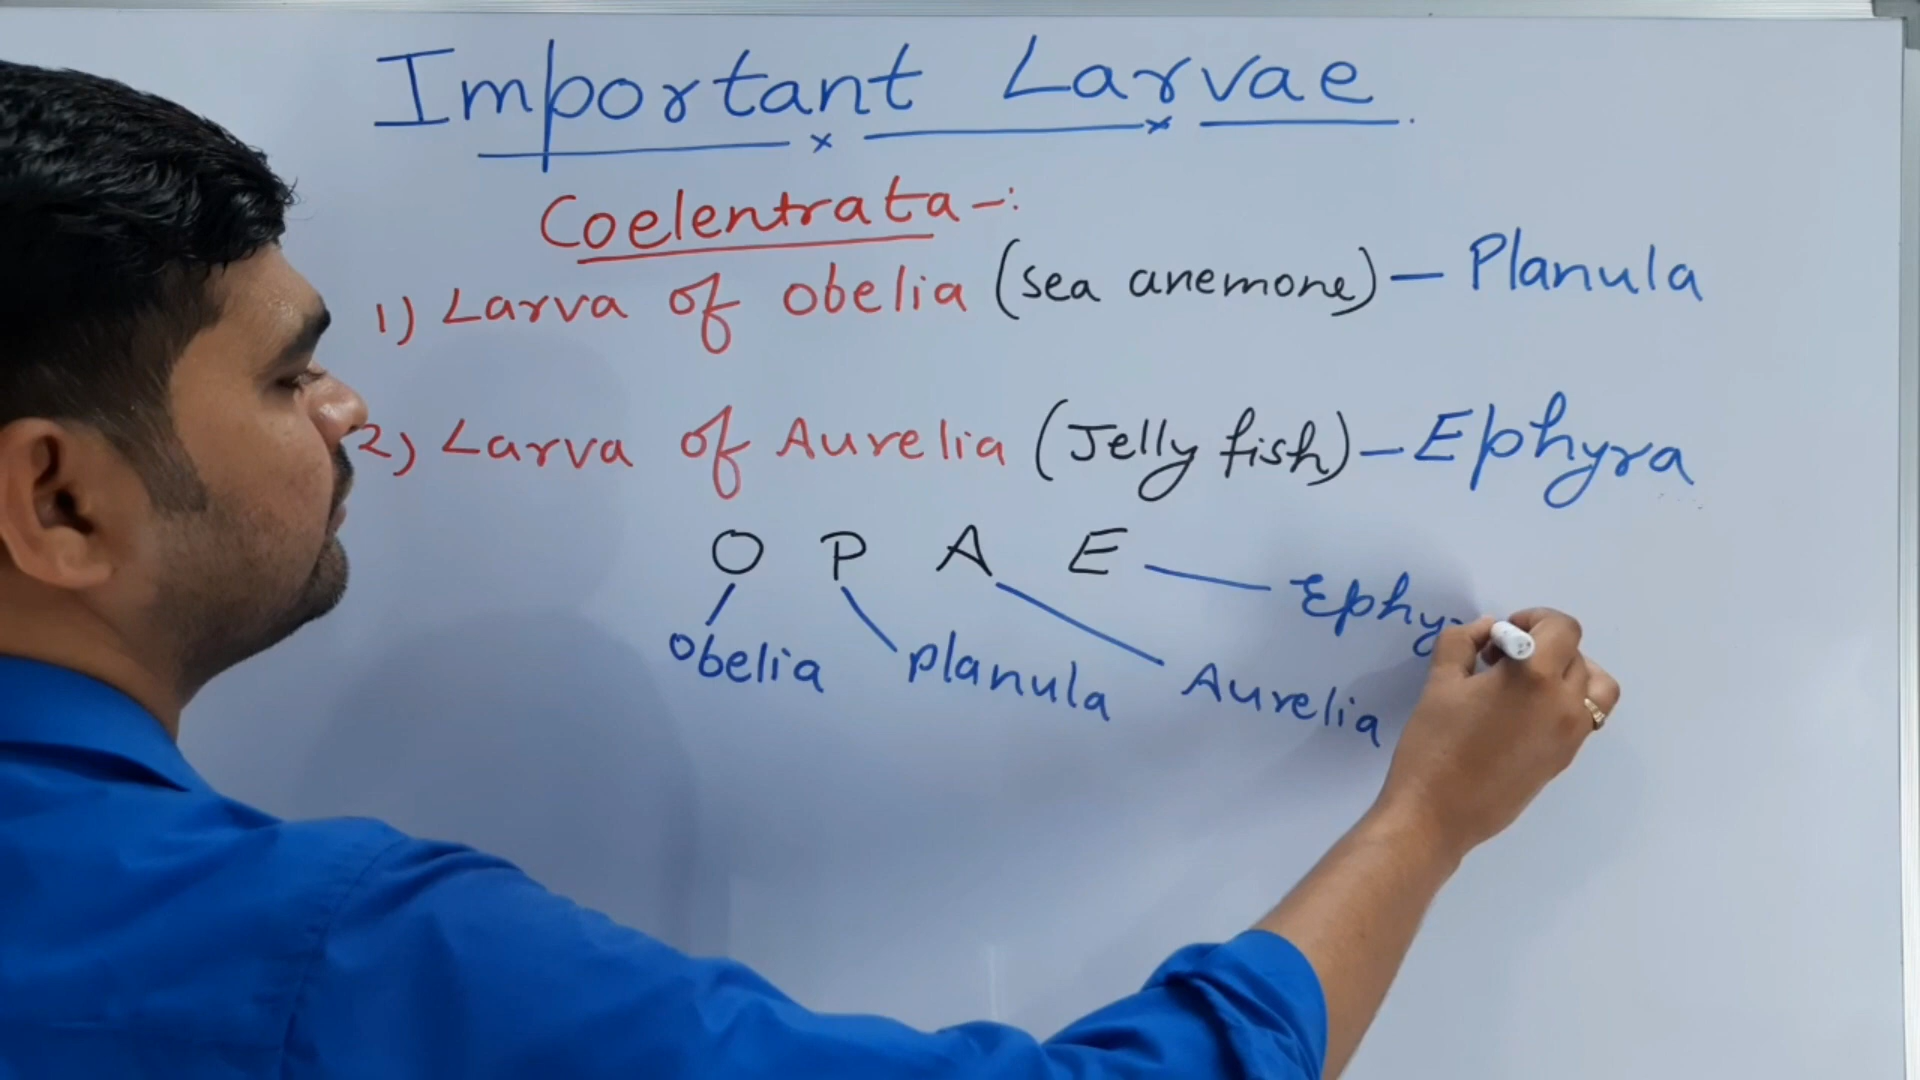 Important Larvae.
Coelentrata -:
1) Larva of obelia (sea anemone) - Planula
2) Larva of Aurelia (Jelly fish) - Ephyra
O P A E
Obelia planula Aurelia Ephy